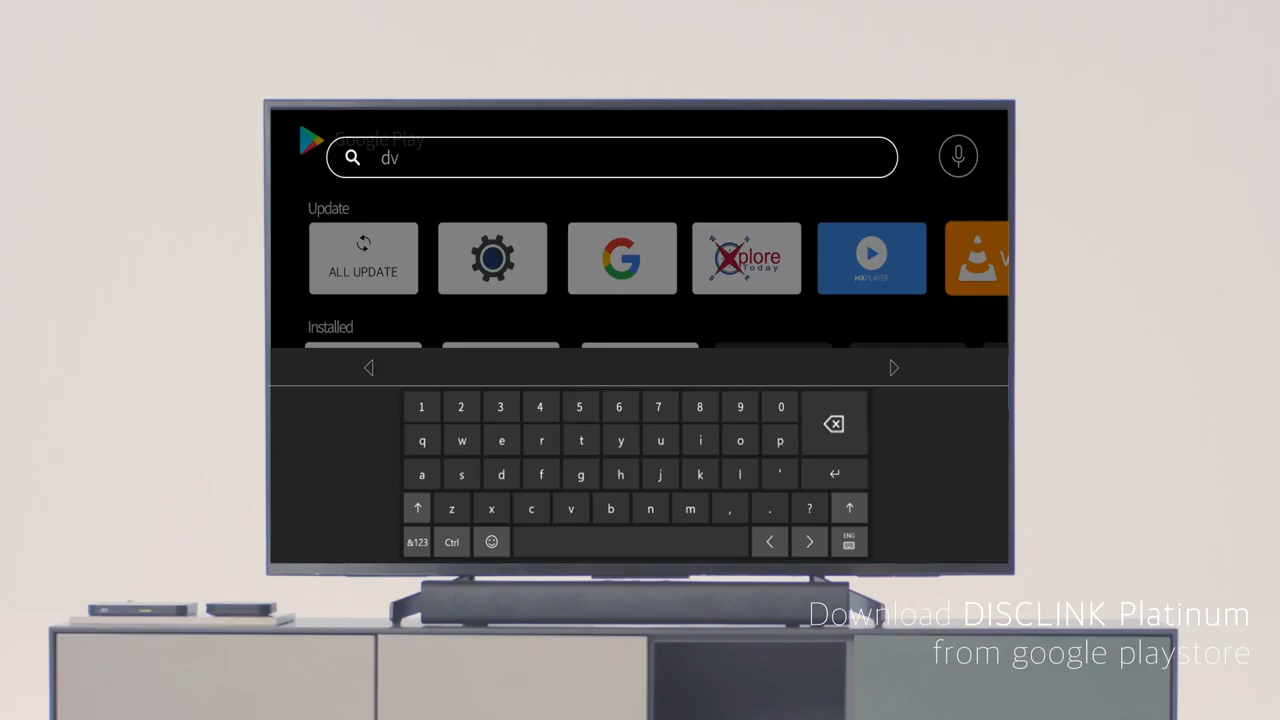 Google Play
dv
Update
ALL UPDATE
G
Xplore
Today
MXPLAYER
V
Installed
1 2 3 4 5 6 7 8 9 0
q w e r t y u i o p
a s d f g h j k l '
z x c v b n m , . ?
&123 Ctrl ENG
Download DISCLINK Platinum
from google playstore